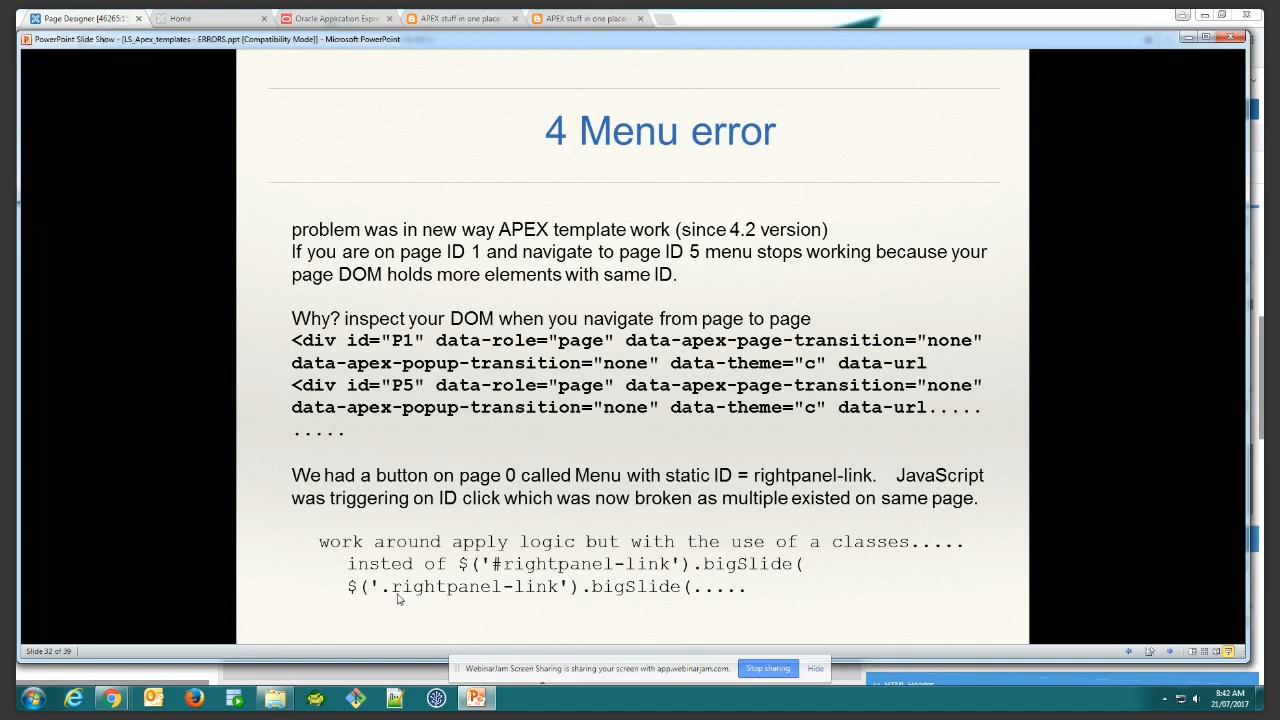 Page Designer [46265:1
Home
Oracle Application Expre
APEX stuff in one place:
APEX stuff in one place:
PowerPoint Slide Show - [LS_Apex_templates - ERRORS.ppt [Compatibility Mode]] - Microsoft PowerPoint
4 Menu error
problem was in new way APEX template work (since 4.2 version)
If you are on page ID 1 and navigate to page ID 5 menu stops working because your
page DOM holds more elements with same ID.
Why? inspect your DOM when you navigate from page to page
<div id="P1" data-role="page" data-apex-page-transition="none"
data-apex-popup-transition="none" data-theme="c" data-url
<div id="P5" data-role="page" data-apex-page-transition="none"
data-apex-popup-transition="none" data-theme="c" data-url.....
.....
We had a button on page 0 called Menu with static ID = rightpanel-link. JavaScript
was triggering on ID click which was now broken as multiple existed on same page.
work around apply logic but with the use of a classes.....
insted of $('#rightpanel-link').bigSlide(
$('.rightpanel-link').bigSlide(.....
Slide 32 of 39
WebinarJam Screen Sharing is sharing your screen with app.webinarjam.com.
Stop sharing
Hide
HTML Header
8:42 AM
21/07/2017